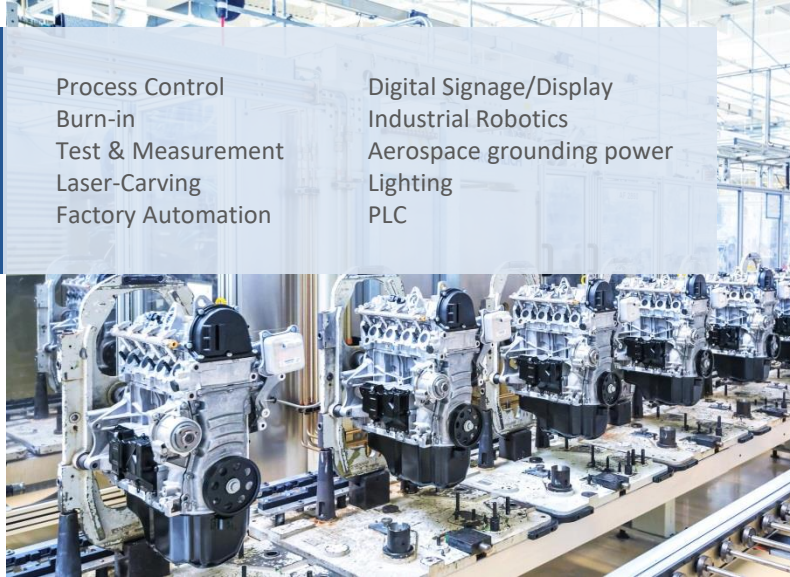 Process Control
Burn-in
Test & Measurement
Laser-Carving
Factory Automation
Digital Signage/Display
Industrial Robotics
Aerospace grounding power
Lighting
PLC